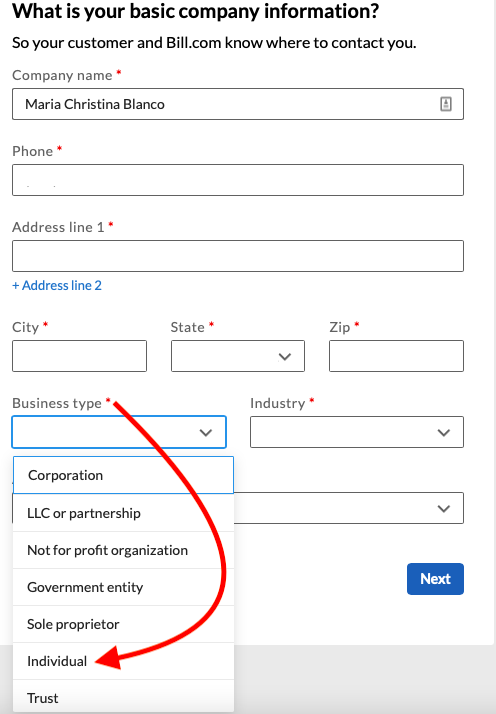 What is your basic company information?
So your customer and Bill.com know where to contact you.
Company name *
Maria Christina Blanco
Phone *
Address line 1 *
+ Address line 2
City * State * Zip *
Business type * Industry *
Corporation
LLC or partnership
Not for profit organization
Government entity
Next
Sole proprietor
Individual
Trust